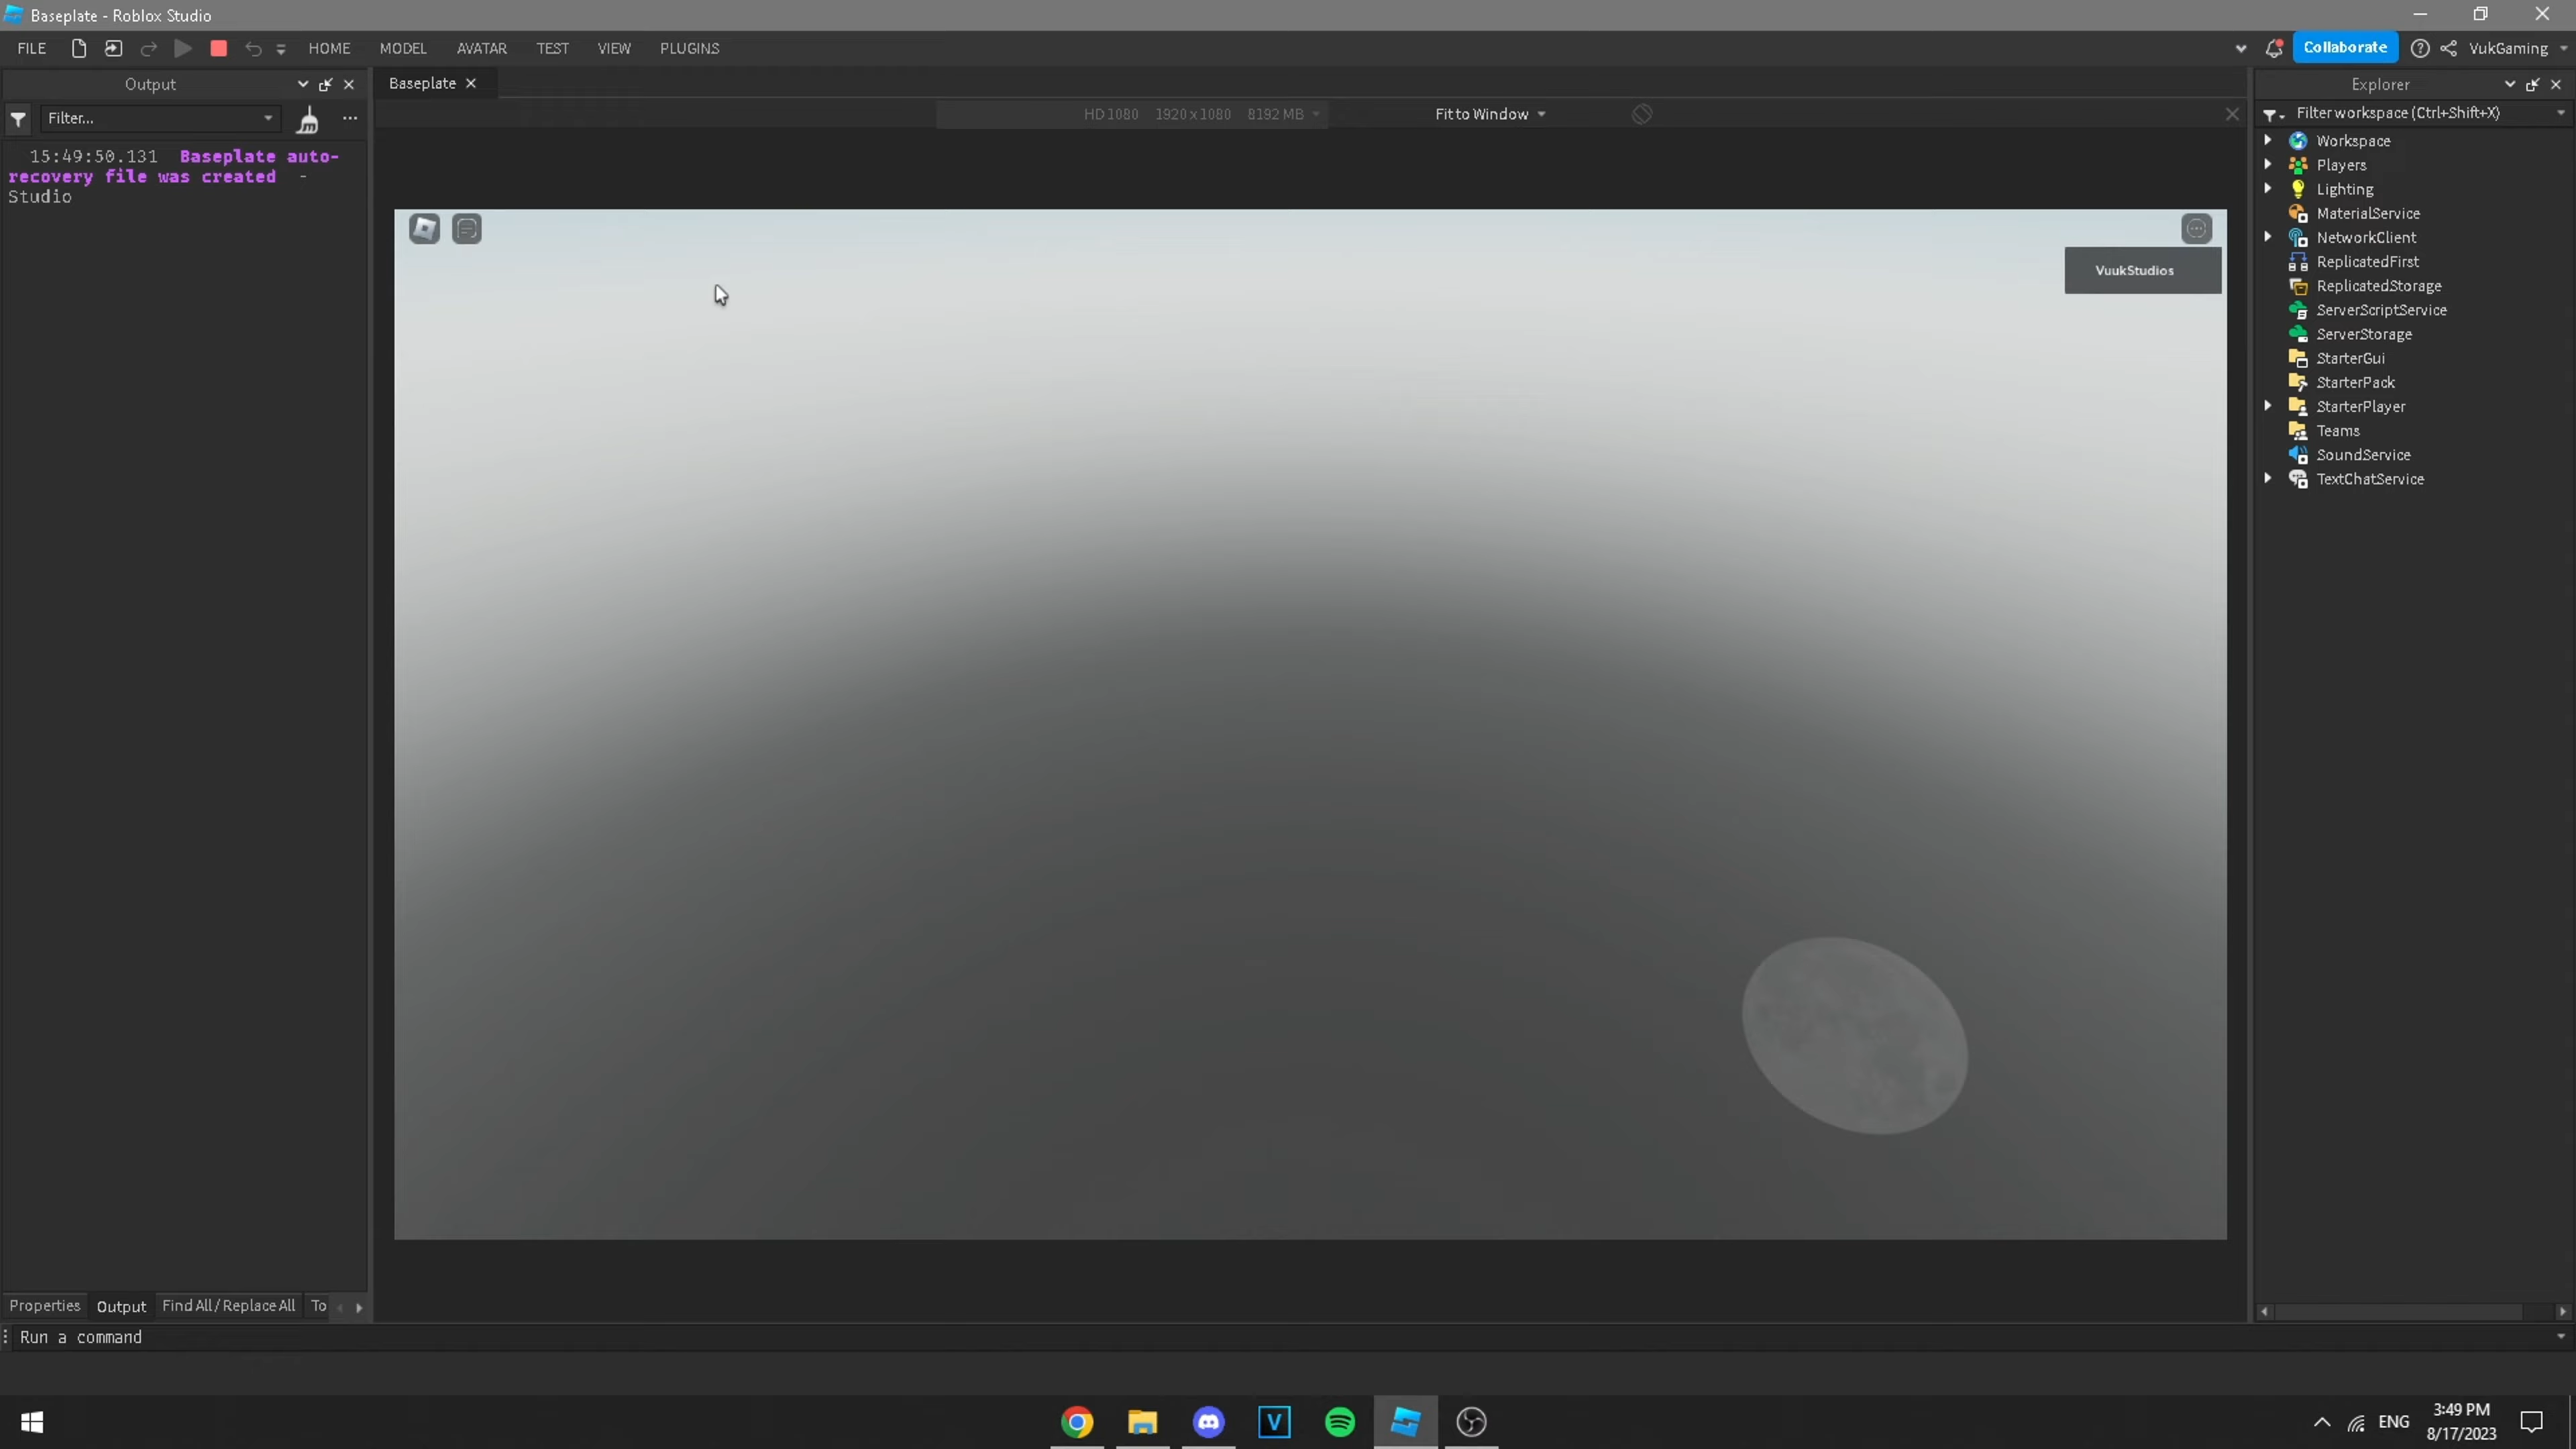 Baseplate - Roblox Studio
FILE HOME MODEL AVATAR TEST VIEW PLUGINS Collaborate VukGaming
Output
Filter...
15:49:50.131 Baseplate auto-
recovery file was created -
Studio
Baseplate
HD 1080 1920 x 1080 8192 MB Fit to Window
VuukStudios
Explorer
Filter workspace (Ctrl+Shift+X)
Workspace
Players
Lighting
MaterialService
NetworkClient
ReplicatedFirst
ReplicatedStorage
ServerScriptService
ServerStorage
StarterGui
StarterPack
StarterPlayer
Teams
SoundService
TextChatService
Properties Output Find All / Replace All To
Run a command
V
ENG
3:49 PM
8/17/2023